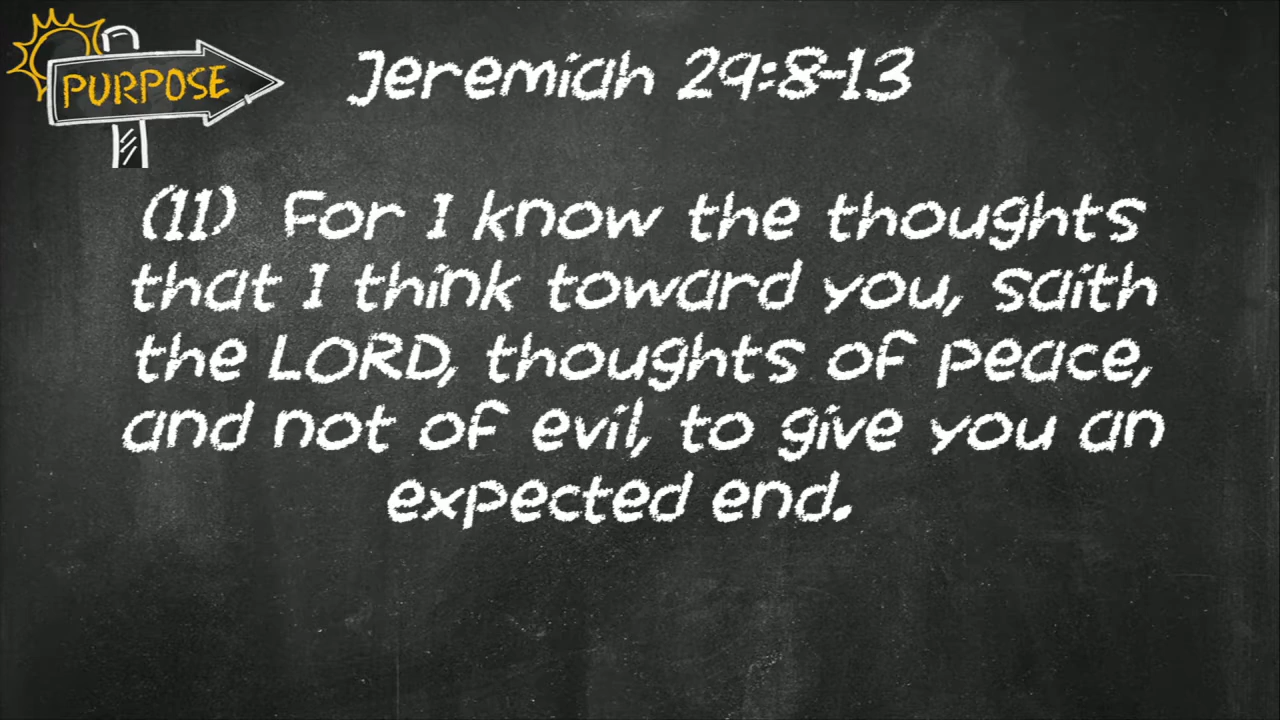 PURPOSE
Jeremiah 29:8-13
(11) For I know the thoughts
that I think toward you, saith
the LORD, thoughts of peace,
and not of evil, to give you an
expected end.